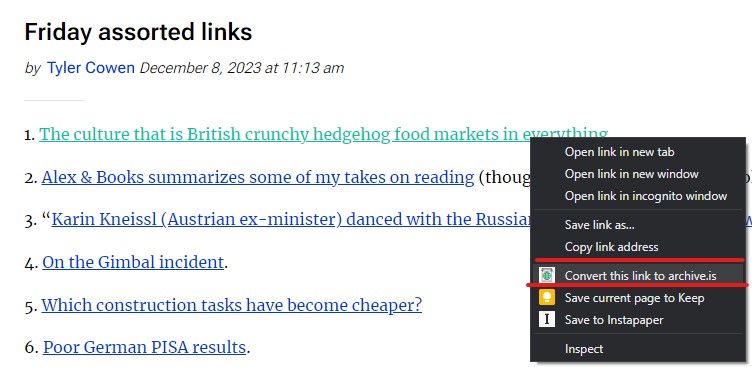 Friday assorted links
by Tyler Cowen December 8, 2023 at 11:13 am
1. The culture that is British crunchy hedgehog food markets in everything
2. Alex & Books summarizes some of my takes on reading (thoug
3. “Karin Kneissl (Austrian ex-minister) danced with the Russian
4. On the Gimbal incident.
5. Which construction tasks have become cheaper?
6. Poor German PISA results.
Open link in new tab
Open link in new window
Open link in incognito window
Save link as...
Copy link address
Convert this link to archive.is
Save current page to Keep
I Save to Instapaper
Inspect